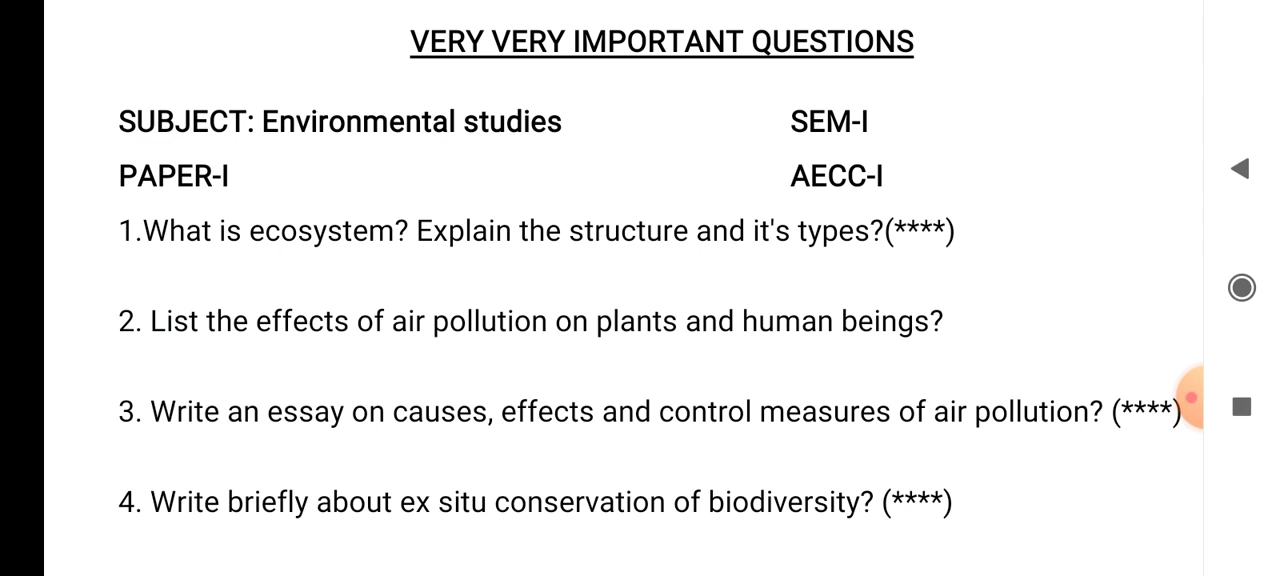 VERY VERY IMPORTANT QUESTIONS
SUBJECT: Environmental studies SEM-I
PAPER-I AECC-I
1.What is ecosystem? Explain the structure and it's types?(****)
2. List the effects of air pollution on plants and human beings?
3. Write an essay on causes, effects and control measures of air pollution? (****)
4. Write briefly about ex situ conservation of biodiversity? (****)